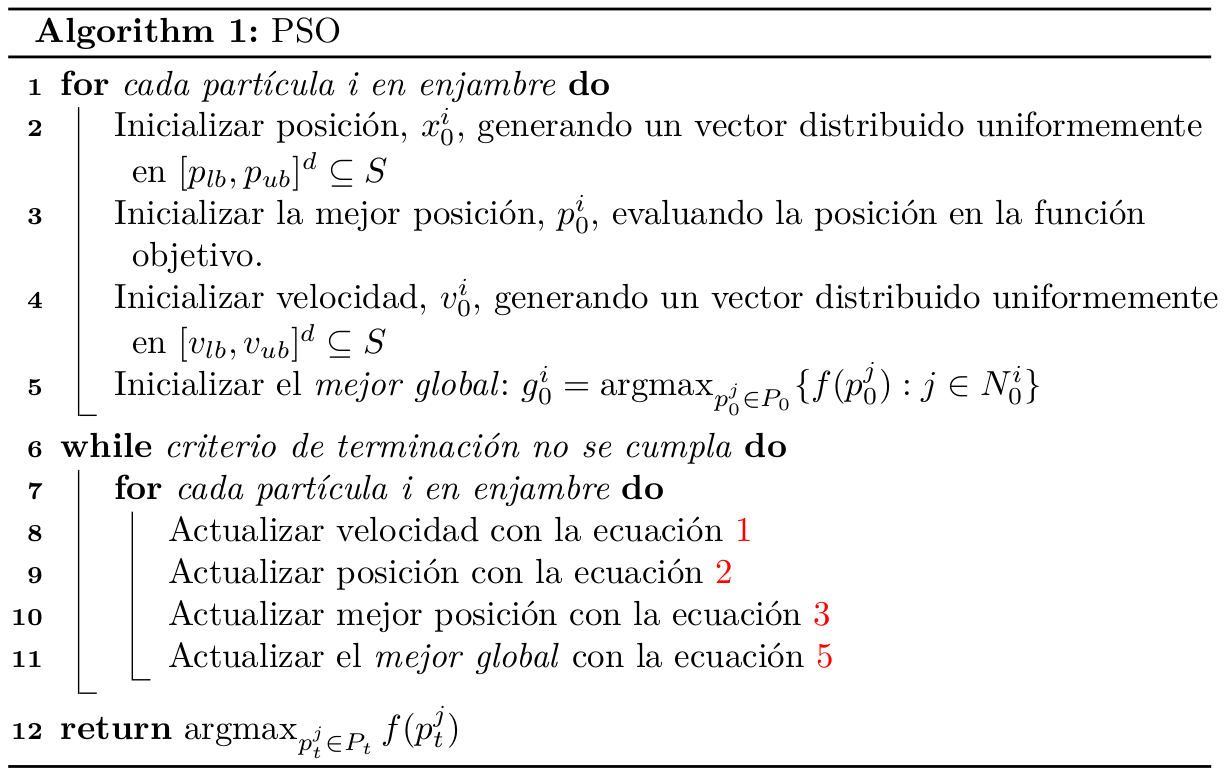 Algorithm 1: PSO
1 for cada partícula i en enjambre do
2 Inicializar posición, $x_0^i$, generando un vector distribuido uniformemente
en $[p_{lb}, p_{ub}]^d \subseteq S$
3 Inicializar la mejor posición, $p_0^i$, evaluando la posición en la función
objetivo.
4 Inicializar velocidad, $v_0^i$, generando un vector distribuido uniformemente
en $[v_{lb}, v_{ub}]^d \subseteq S$
5 Inicializar el mejor global: $g_0^i = \text{argmax}_{p_0^j \in P_0} \{f(p_0^j) : j \in N_0^i\}$
6 while criterio de terminación no se cumpla do
7 for cada partícula i en enjambre do
8 Actualizar velocidad con la ecuación 1
9 Actualizar posición con la ecuación 2
10 Actualizar mejor posición con la ecuación 3
11 Actualizar el mejor global con la ecuación 5
12 return $\text{argmax}_{p_t^j \in P_t} f(p_t^j)$